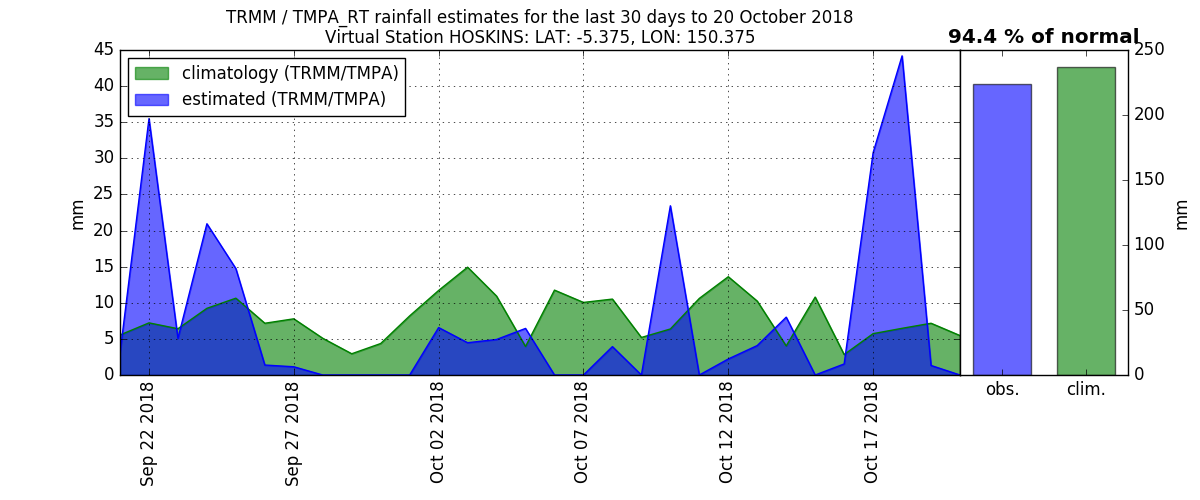 TRMM / TMPA_RT rainfall estimates for the last 30 days to 20 October 2018
Virtual Station HOSKINS: LAT: -5.375, LON: 150.375
94.4 % of normal
climatology (TRMM/TMPA)
estimated (TRMM/TMPA)
mm
45
40
35
30
25
20
15
10
5
0
Sep 22 2018
Sep 27 2018
Oct 02 2018
Oct 07 2018
Oct 12 2018
Oct 17 2018
250
200
150
100
50
0
mm
obs.
clim.